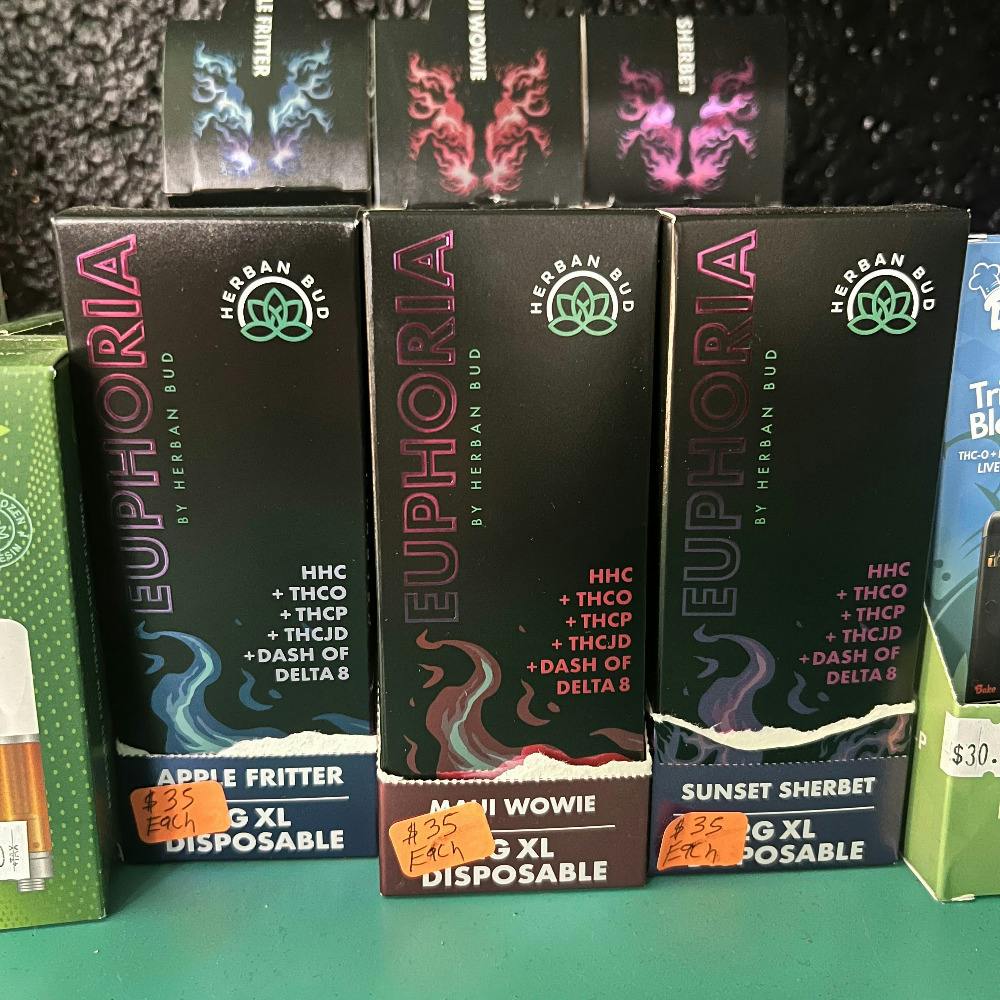 FRITTER
WOWIE
SHERBET
EUPHORIA
BY HERBAN BUD
HERBAN BUD
HHC
+ THCO
+ THCP
+ THCJD
+DASH OF
DELTA 8
APPLE FRITTER
$35
Each
G XL
DISPOSABLE
EUPHORIA
BY HERBAN BUD
HERBAN BUD
HHC
+ THCO
+ THCP
+ THCJD
+DASH OF
DELTA 8
MAUI WOWIE
$35
Each
G XL
DISPOSABLE
EUPHORIA
BY HERBAN BUD
HERBAN BUD
HHC
+ THCO
+ THCP
+ THCJD
+DASH OF
DELTA 8
SUNSET SHERBET
$35
Each
2G XL
DISPOSABLE
THC-O +
LIVE
Bake
$30.